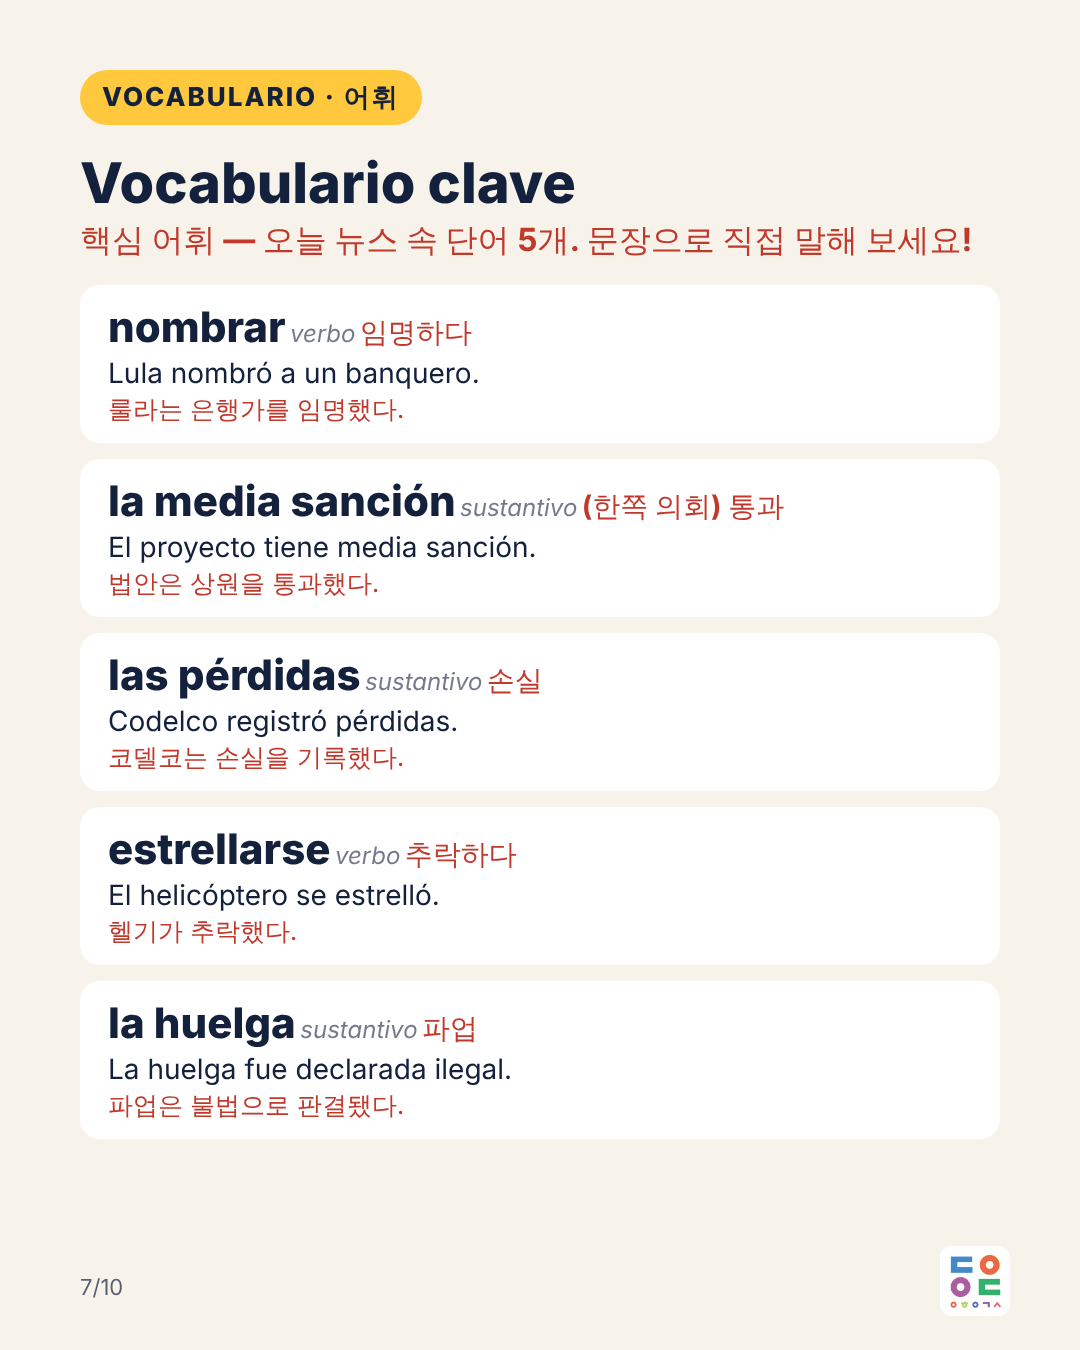 VOCABULARIO · 어휘
Vocabulario clave
핵심 어휘 — 오늘 뉴스 속 단어 5개. 문장으로 직접 말해 보세요!
nombrar verbo 임명하다
Lula nombró a un banquero.
룰라는 은행가를 임명했다.
la media sanción sustantivo (한쪽 의회) 통과
El proyecto tiene media sanción.
법안은 상원을 통과했다.
las pérdidas sustantivo 손실
Codelco registró pérdidas.
코델코는 손실을 기록했다.
estrellarse verbo 추락하다
El helicóptero se estrelló.
헬기가 추락했다.
la huelga sustantivo 파업
La huelga fue declarada ilegal.
파업은 불법으로 판결됐다.
7/10